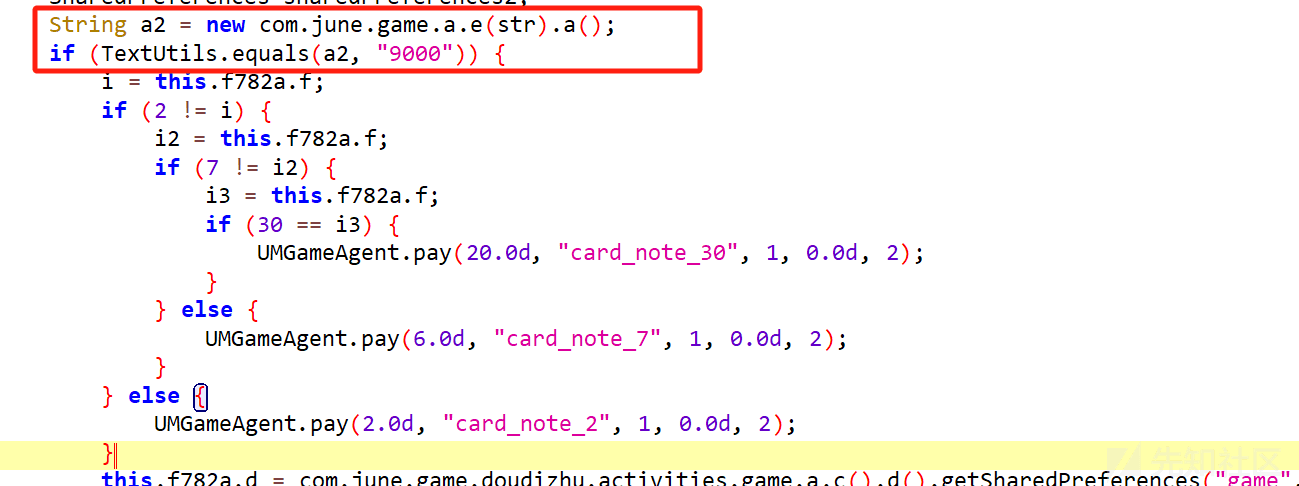 SharedPreferences sharedPreferences2;
String a2 = new com.june.game.a.e(str).a();
if (TextUtils.equals(a2, "9000")) {
i = this.f782a.f;
if (2 != i) {
i2 = this.f782a.f;
if (7 != i2) {
i3 = this.f782a.f;
if (30 == i3) {
UMGameAgent.pay(20.0d, "card_note_30", 1, 0.0d, 2);
}
} else {
UMGameAgent.pay(6.0d, "card_note_7", 1, 0.0d, 2);
}
} else {
UMGameAgent.pay(2.0d, "card_note_2", 1, 0.0d, 2);
}
先知社区
this.f782a.d = com.june.game.doudizhu.activities.game.a.c().d().getSharedPreferences("game",